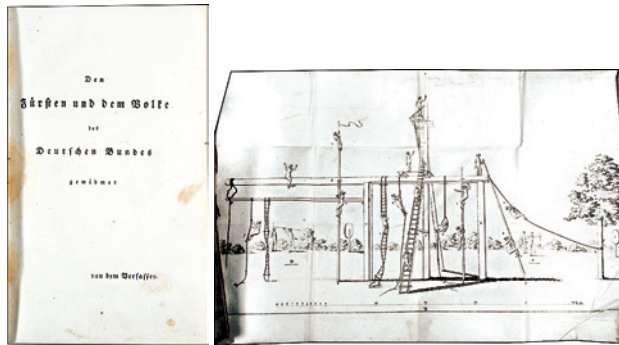 Den
Fürsten und dem Volke
des
Deutschen Bundes
gewidmet
von dem Verfasser.